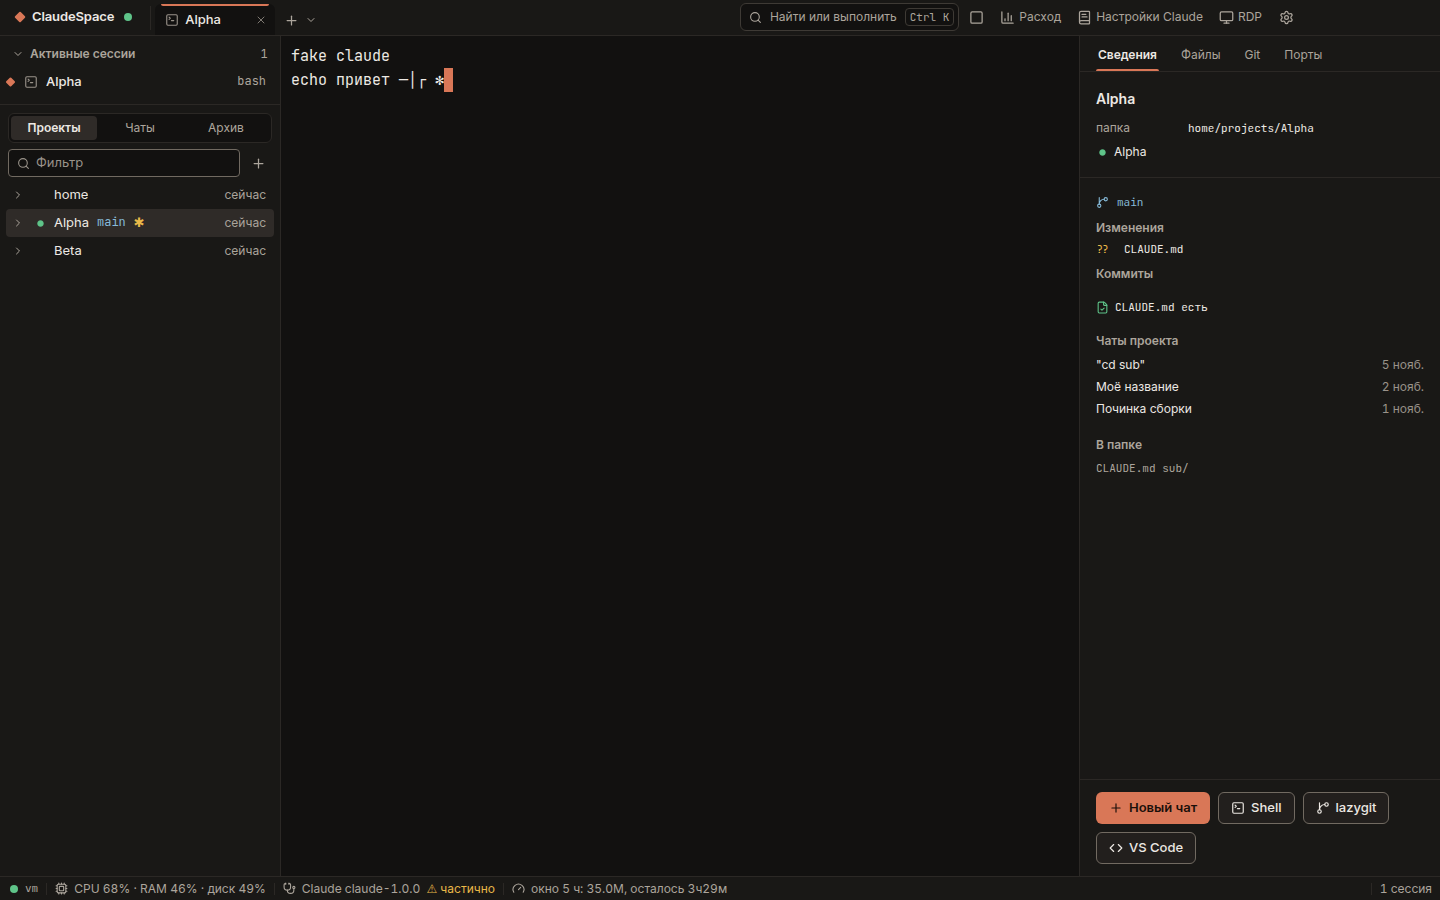 ClaudeSpace
Alpha
Найти или выполнить Ctrl K
Расход
Настройки Claude
RDP
Активные сессии 1
Alpha bash
Проекты Чаты Архив
Фильтр
home сейчас
Alpha main ✱ сейчас
Beta сейчас
fake claude
echo привет ─│┌ ✻
Сведения Файлы Git Порты
Alpha
папка home/projects/Alpha
Alpha
main
Изменения
?? CLAUDE.md
Коммиты
CLAUDE.md есть
Чаты проекта
"cd sub" 5 нояб.
Моё название 2 нояб.
Починка сборки 1 нояб.
В папке
CLAUDE.md sub/
Новый чат Shell lazygit
VS Code
vm CPU 68% · RAM 46% · диск 49% Claude claude-1.0.0 ⚠ частично окно 5 ч: 35.0M, осталось 3ч29м 1 сессия